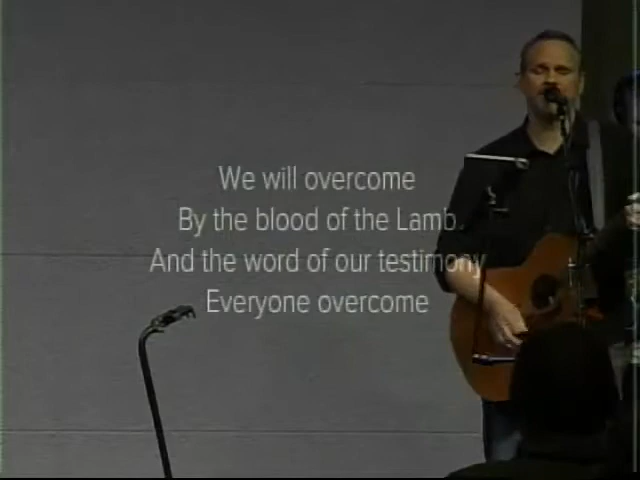 We will overcome
By the blood of the Lamb.
And the word of our testimony
Everyone overcome